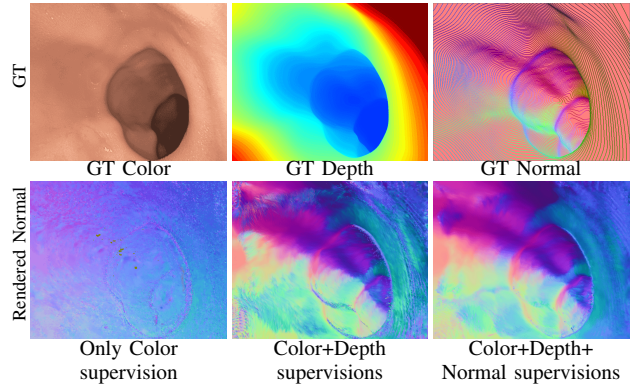 GT
GT Color
GT Depth
GT Normal
Rendered Normal
Only Color
supervision
Color+Depth
supervisions
Color+Depth+
Normal supervisions